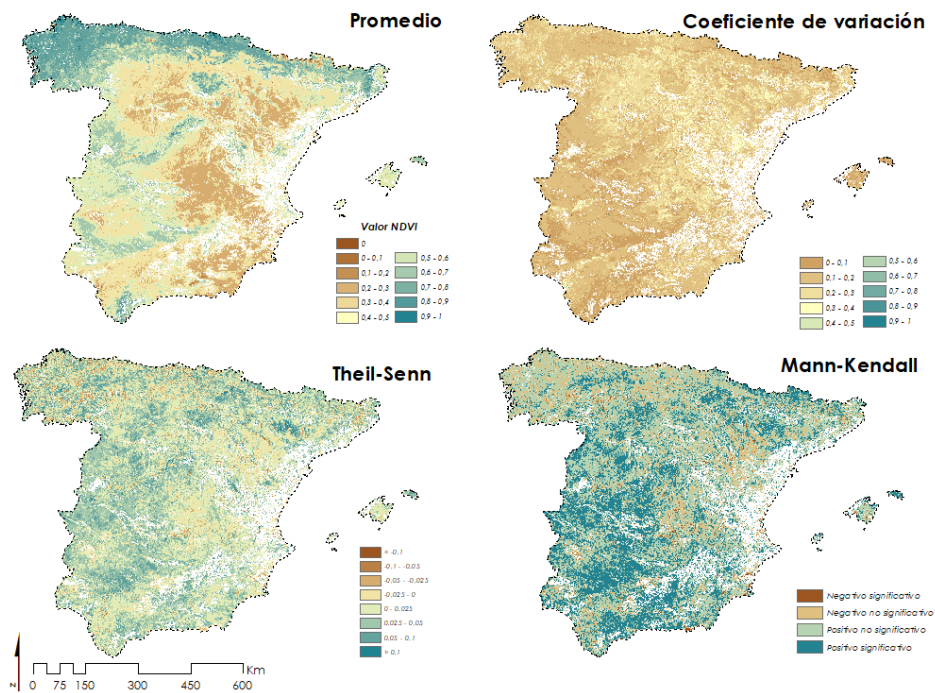 Promedio
Coeficiente de variación
Valor NDVI
0
0 - 0,1
0,1 - 0,2
0,2 - 0,3
0,3 - 0,4
0,4 - 0,5
0,5 - 0,6
0,6 - 0,7
0,7 - 0,8
0,8 - 0,9
0,9 - 1
0 - 0,1
0,1 - 0,2
0,2 - 0,3
0,3 - 0,4
0,4 - 0,5
0,5 - 0,6
0,6 - 0,7
0,7 - 0,8
0,8 - 0,9
0,9 - 1
Theil-Senn
Mann-Kendall
< -0,1
-0,1 - -0,05
-0,05 - -0,025
-0,025 - 0
0 - 0,025
0,025 - 0,05
0,05 - 0,1
> 0,1
Negativo significativo
Negativo no significativo
Positivo no significativo
Positivo significativo
N
Km
0 75 150 300 450 600